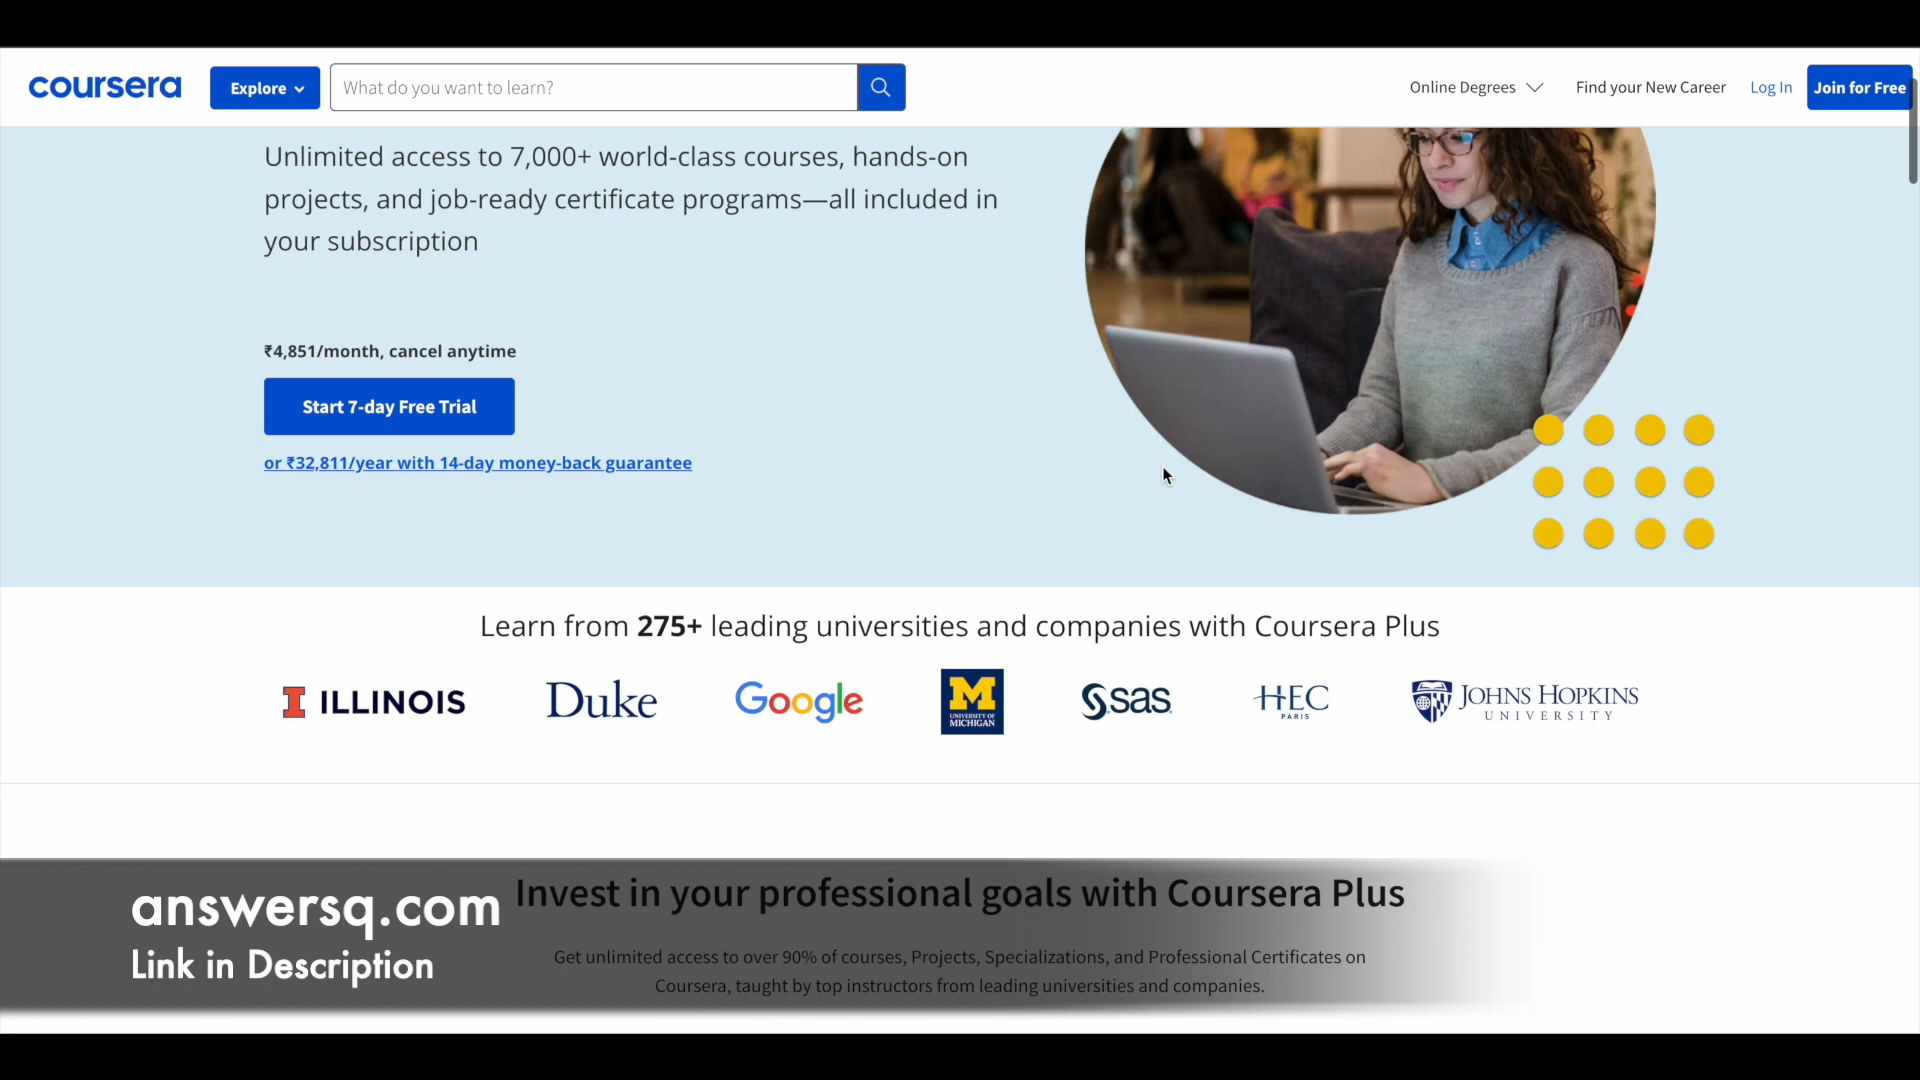 coursera
Explore
What do you want to learn?
Online Degrees
Find your New Career
Log In
Join for Free
Unlimited access to 7,000+ world-class courses, hands-on
projects, and job-ready certificate programs—all included in
your subscription
₹4,851/month, cancel anytime
Start 7-day Free Trial
or ₹32,811/year with 14-day money-back guarantee
Learn from 275+ leading universities and companies with Coursera Plus
I ILLINOIS
Duke
Google
M
UNIVERSITY OF
MICHIGAN
sas
HEC
PARIS
JOHNS HOPKINS
UNIVERSITY
Invest in your professional goals with Coursera Plus
Get unlimited access to over 90% of courses, Projects, Specializations, and Professional Certificates on
Coursera, taught by top instructors from leading universities and companies.
answersq.com
Link in Description